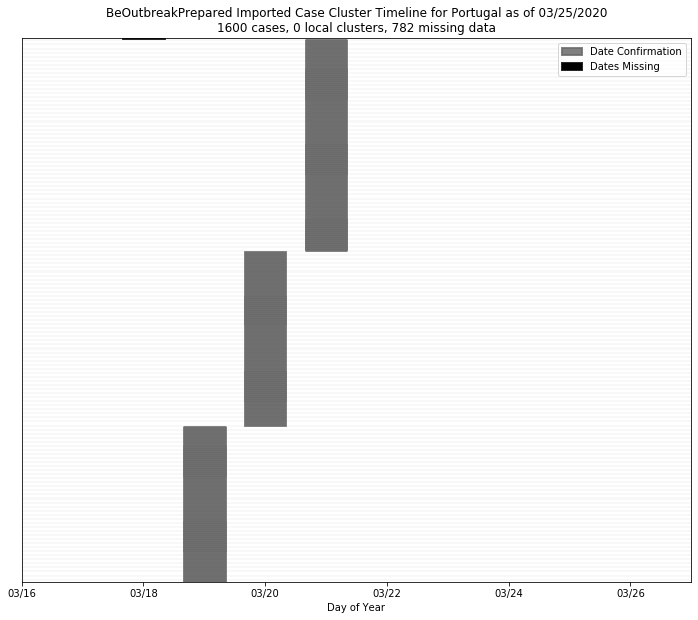 BeOutbreakPrepared Imported Case Cluster Timeline for Portugal as of 03/25/2020
1600 cases, 0 local clusters, 782 missing data
Date Confirmation
Dates Missing
03/16 03/18 03/20 03/22 03/24 03/26
Day of Year